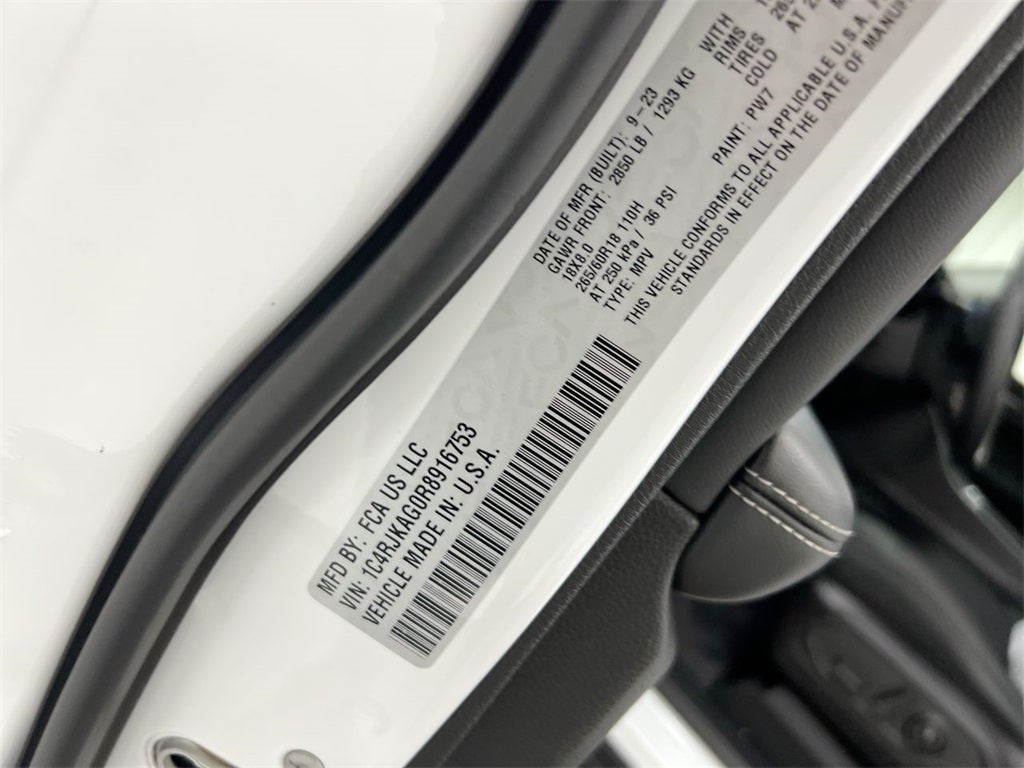 MFD BY: FCA US LLC
VIN: 1C4RJKAG0R8916753
VEHICLE MADE IN: U.S.A.
DATE OF MFR (BUILT): 9-23
GAWR FRONT: 2850 LB / 1293 KG WITH
18X8.0 RIMS
265/60R18 110H TIRES
AT 250 kPa / 36 PSI COLD
TYPE: MPV PAINT: PW7
THIS VEHICLE CONFORMS TO ALL APPLICABLE U.S.A.
STANDARDS IN EFFECT ON THE DATE OF